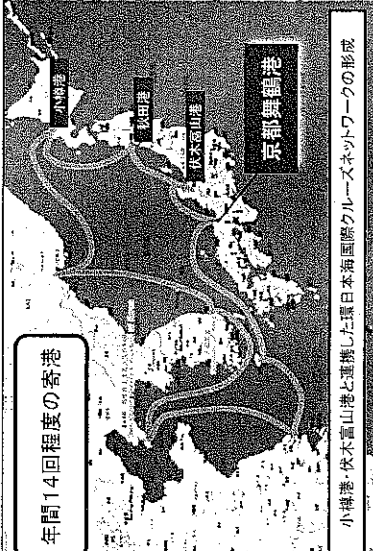 年間14回程度の寄港
小樽港
秋田港
伏木富山港
京都舞鶴港
小樽港・伏木富山港と連携した環日本海国際クルーズネットワークの形成